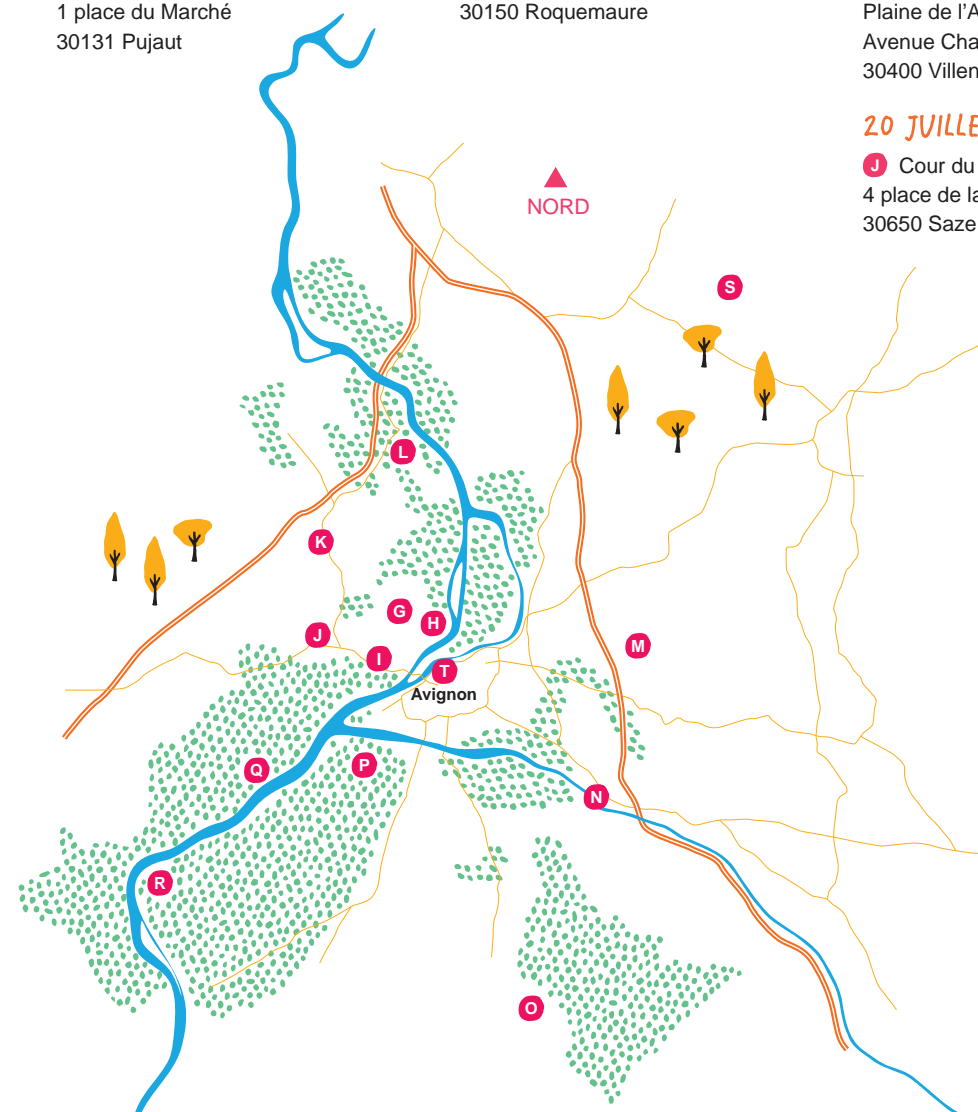 1 place du Marché
30131 Pujaut
30150 Roquemaure
Plaine de l'A
Avenue Cha
30400 Villen
20 JUILLE
J Cour du
4 place de la
30650 Saze
NORD
S
L
K
G
H
J
I
M
T
Avignon
Q
P
N
R
O